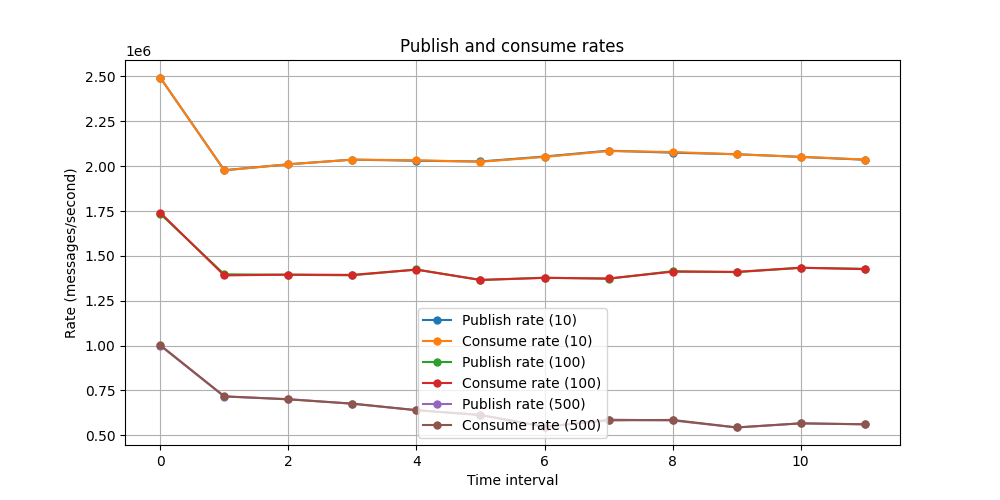 Publish and consume rates
1e6
2.50
2.25
2.00
1.75
1.50
1.25
1.00
0.75
0.50
Rate (messages/second)
Publish rate (10)
Consume rate (10)
Publish rate (100)
Consume rate (100)
Publish rate (500)
Consume rate (500)
0 2 4 6 8 10
Time interval